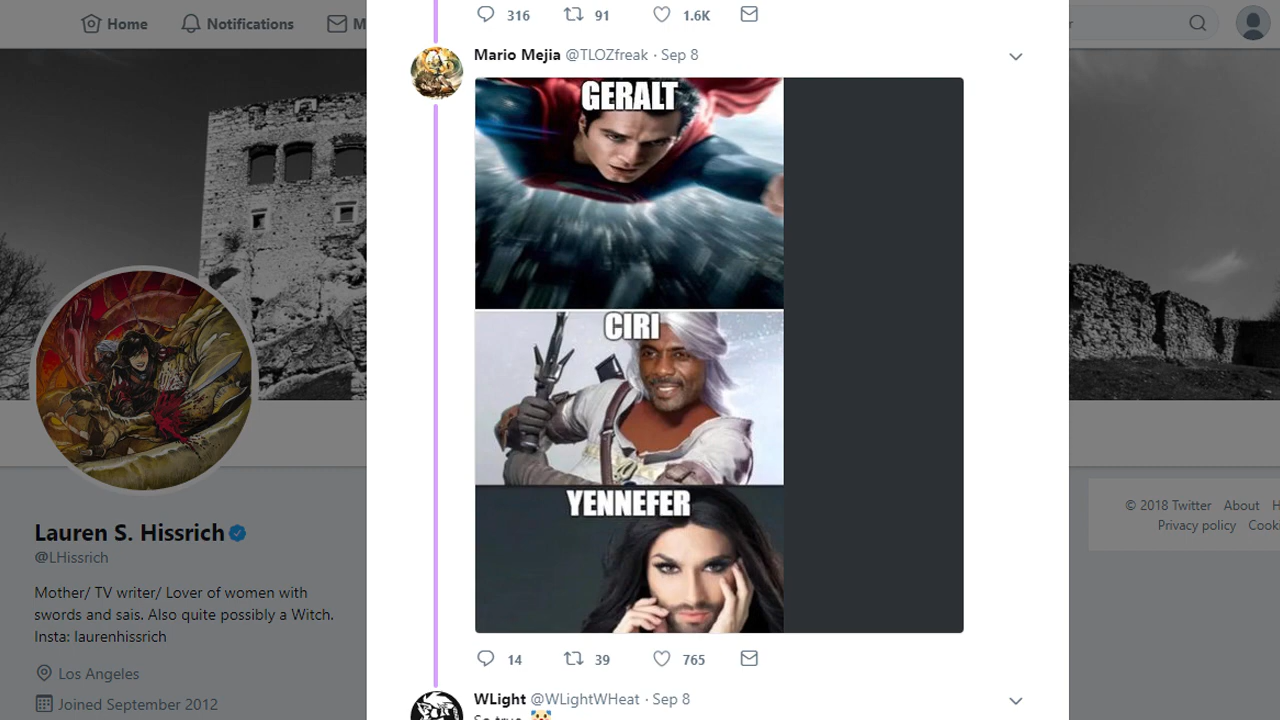 Home
Notifications
M
316
91
1.6K
Mario Mejia @TLOZfreak · Sep 8
GERALT
CIRI
YENNEFER
14
39
765
WLight @WLightWHeat · Sep 8
So true
Lauren S. Hissrich
@LHissrich
Mother/ TV writer/ Lover of women with
swords and sais. Also quite possibly a Witch.
Insta: laurenhissrich
Los Angeles
Joined September 2012
© 2018 Twitter About H
Privacy policy Cook